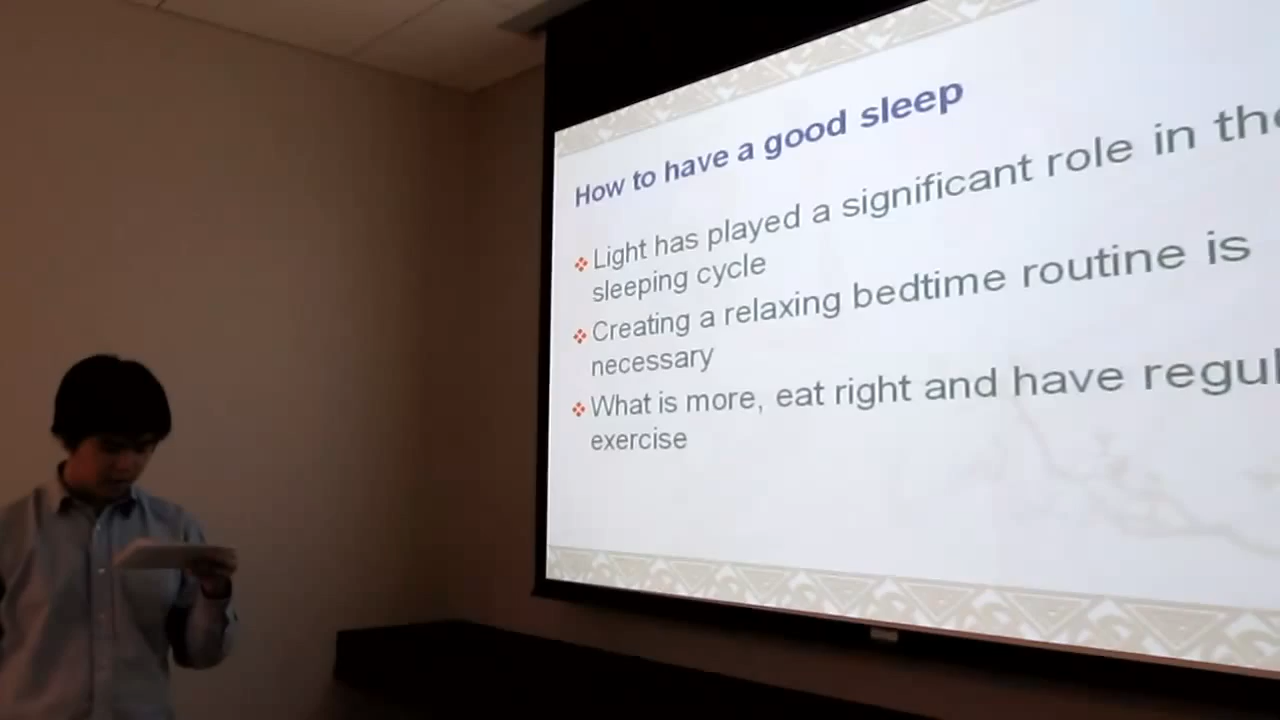 How to have a good sleep
Light has played a significant role in the
sleeping cycle
Creating a relaxing bedtime routine is
necessary
What is more, eat right and have regul
exercise